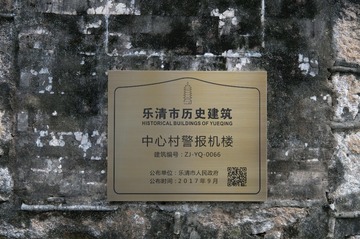 乐清市历史建筑
HISTORICAL BUILDINGS OF YUEQING
中心村警报机楼
建筑编号：ZJ-YQ-0066
公布单位：乐清市人民政府
公布时间：2017年9月